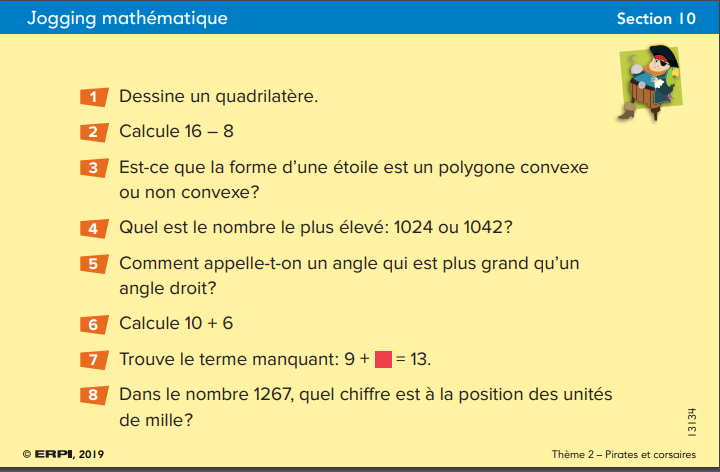 Jogging mathématique
Section 10
1 Dessine un quadrilatère.
2 Calcule 16 – 8
3 Est-ce que la forme d'une étoile est un polygone convexe
ou non convexe?
4 Quel est le nombre le plus élevé: 1024 ou 1042?
5 Comment appelle-t-on un angle qui est plus grand qu'un
angle droit?
6 Calcule 10 + 6
7 Trouve le terme manquant: 9 + = 13.
8 Dans le nombre 1267, quel chiffre est à la position des unités
de mille?
13134
© ERPI, 2019
Thème 2 – Pirates et corsaires